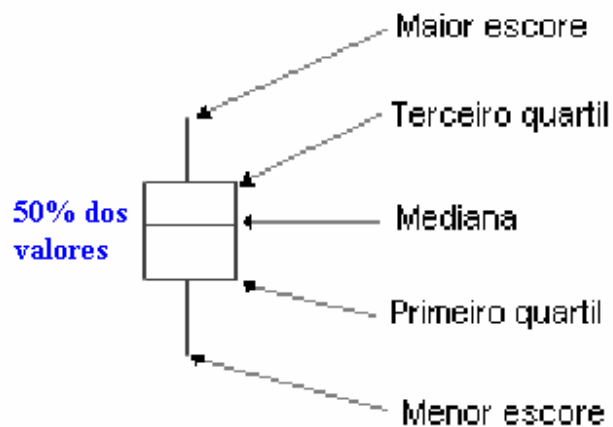 Maior escore
Terceiro quartil
50% dos
valores
Mediana
Primeiro quartil
Menor escore